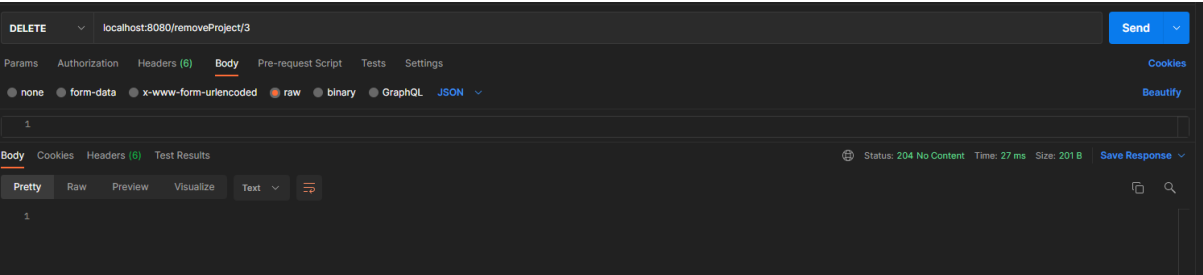 DELETE localhost:8080/removeProject/3 Send
Params Authorization Headers (6) Body Pre-request Script Tests Settings Cookies
none form-data x-www-form-urlencoded raw binary GraphQL JSON Beautify
1
Body Cookies Headers (6) Test Results Status: 204 No Content Time: 27 ms Size: 201 B Save Response
Pretty Raw Preview Visualize Text
1